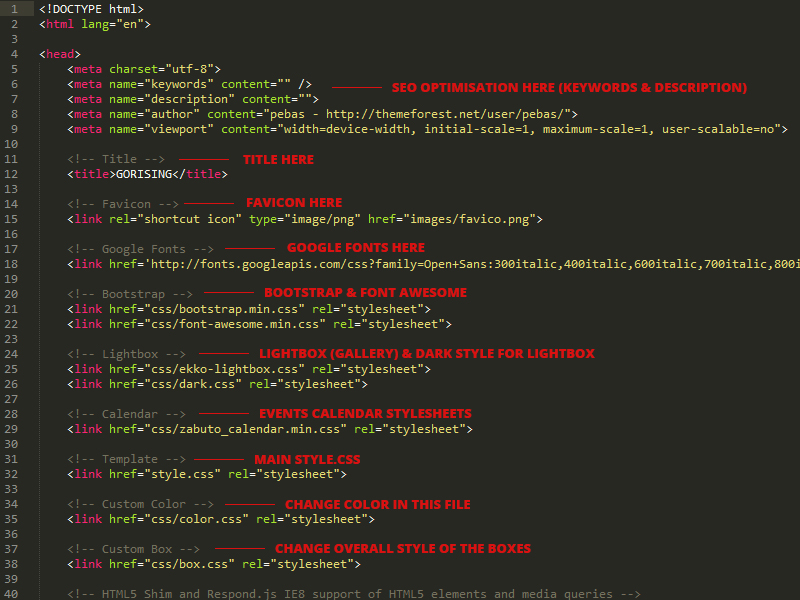 1 <!DOCTYPE html>
2 <html lang="en">
3
4 <head>
5 <meta charset="utf-8">
6 <meta name="keywords" content="" /> SEO OPTIMISATION HERE (KEYWORDS & DESCRIPTION)
7 <meta name="description" content="">
8 <meta name="author" content="pebas - http://themeforest.net/user/pebas/">
9 <meta name="viewport" content="width=device-width, initial-scale=1, maximum-scale=1, user-scalable=no">
10
11 <!-- Title --> TITLE HERE
12 <title>GORISING</title>
13
14 <!-- Favicon --> FAVICON HERE
15 <link rel="shortcut icon" type="image/png" href="images/favico.png">
16
17 <!-- Google Fonts --> GOOGLE FONTS HERE
18 <link href='http://fonts.googleapis.com/css?family=Open+Sans:300italic,400italic,600italic,700italic,800i
19
20 <!-- Bootstrap --> BOOTSTRAP & FONT AWESOME
21 <link href="css/bootstrap.min.css" rel="stylesheet">
22 <link href="css/font-awesome.min.css" rel="stylesheet">
23
24 <!-- Lightbox --> LIGHTBOX (GALLERY) & DARK STYLE FOR LIGHTBOX
25 <link href="css/ekko-lightbox.css" rel="stylesheet">
26 <link href="css/dark.css" rel="stylesheet">
27
28 <!-- Calendar --> EVENTS CALENDAR STYLESHEETS
29 <link href="css/zabuto_calendar.min.css" rel="stylesheet">
30
31 <!-- Template --> MAIN STYLE.CSS
32 <link href="style.css" rel="stylesheet">
33
34 <!-- Custom Color --> CHANGE COLOR IN THIS FILE
35 <link href="css/color.css" rel="stylesheet">
36
37 <!-- Custom Box --> CHANGE OVERALL STYLE OF THE BOXES
38 <link href="css/box.css" rel="stylesheet">
39
40 <!-- HTML5 Shim and Respond.js IE8 support of HTML5 elements and media queries -->